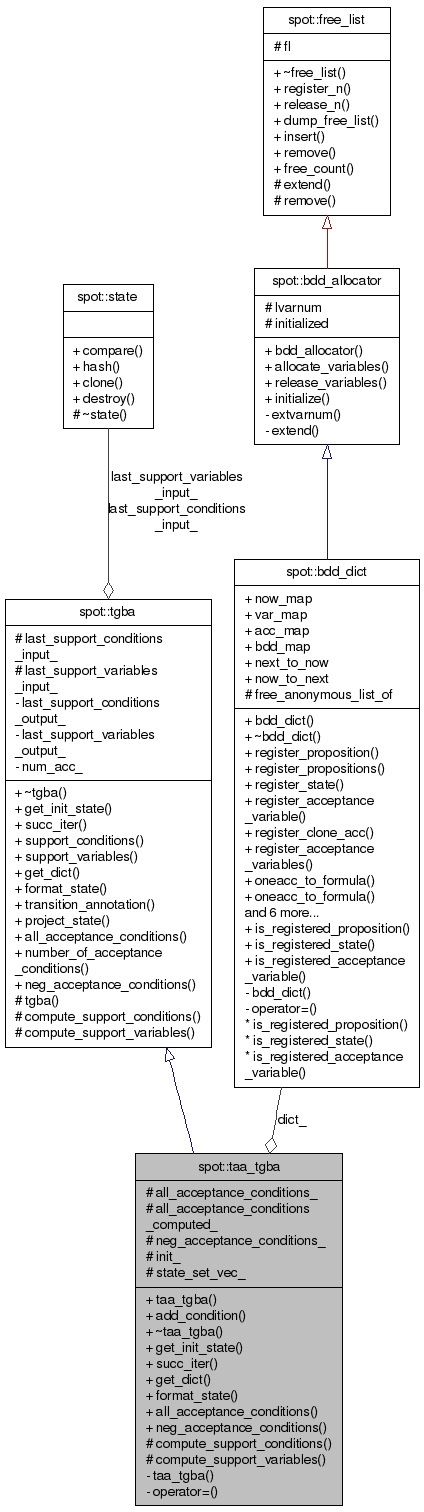 spot::free_list
# fl
+ ~free_list()
+ register_n()
+ release_n()
+ dump_free_list()
+ insert()
+ remove()
+ free_count()
# extend()
# remove()
spot::bdd_allocator
# lvarnum
# initialized
+ bdd_allocator()
+ allocate_variables()
+ release_variables()
+ initialize()
- extvarnum()
- extend()
spot::state
+ compare()
+ hash()
+ clone()
+ destroy()
# ~state()
last_support_variables
_input_
last_support_conditions
_input_
spot::tgba
# last_support_conditions
_input_
# last_support_variables
_input_
- last_support_conditions
_output_
- last_support_variables
_output_
- num_acc_
+ ~tgba()
+ get_init_state()
+ succ_iter()
+ support_conditions()
+ support_variables()
+ get_dict()
+ format_state()
+ transition_annotation()
+ project_state()
+ all_acceptance_conditions()
+ number_of_acceptance
_conditions()
+ neg_acceptance_conditions()
# tgba()
# compute_support_conditions()
# compute_support_variables()
spot::bdd_dict
+ now_map
+ var_map
+ acc_map
+ bdd_map
+ next_to_now
+ now_to_next
# free_anonymous_list_of
+ bdd_dict()
+ ~bdd_dict()
+ register_proposition()
+ register_propositions()
+ register_state()
+ register_acceptance
_variable()
+ register_clone_acc()
+ register_acceptance
_variables()
+ oneacc_to_formula()
+ oneacc_to_formula()
and 6 more...
+ is_registered_proposition()
+ is_registered_state()
+ is_registered_acceptance
_variable()
- bdd_dict()
- operator=()
* is_registered_proposition()
* is_registered_state()
* is_registered_acceptance
_variable()
dict_
spot::taa_tgba
# all_acceptance_conditions_
# all_acceptance_conditions
_computed_
# neg_acceptance_conditions_
# init_
# state_set_vec_
+ taa_tgba()
+ add_condition()
+ ~taa_tgba()
+ get_init_state()
+ succ_iter()
+ get_dict()
+ format_state()
+ all_acceptance_conditions()
+ neg_acceptance_conditions()
# compute_support_conditions()
# compute_support_variables()
- taa_tgba()
- operator=()